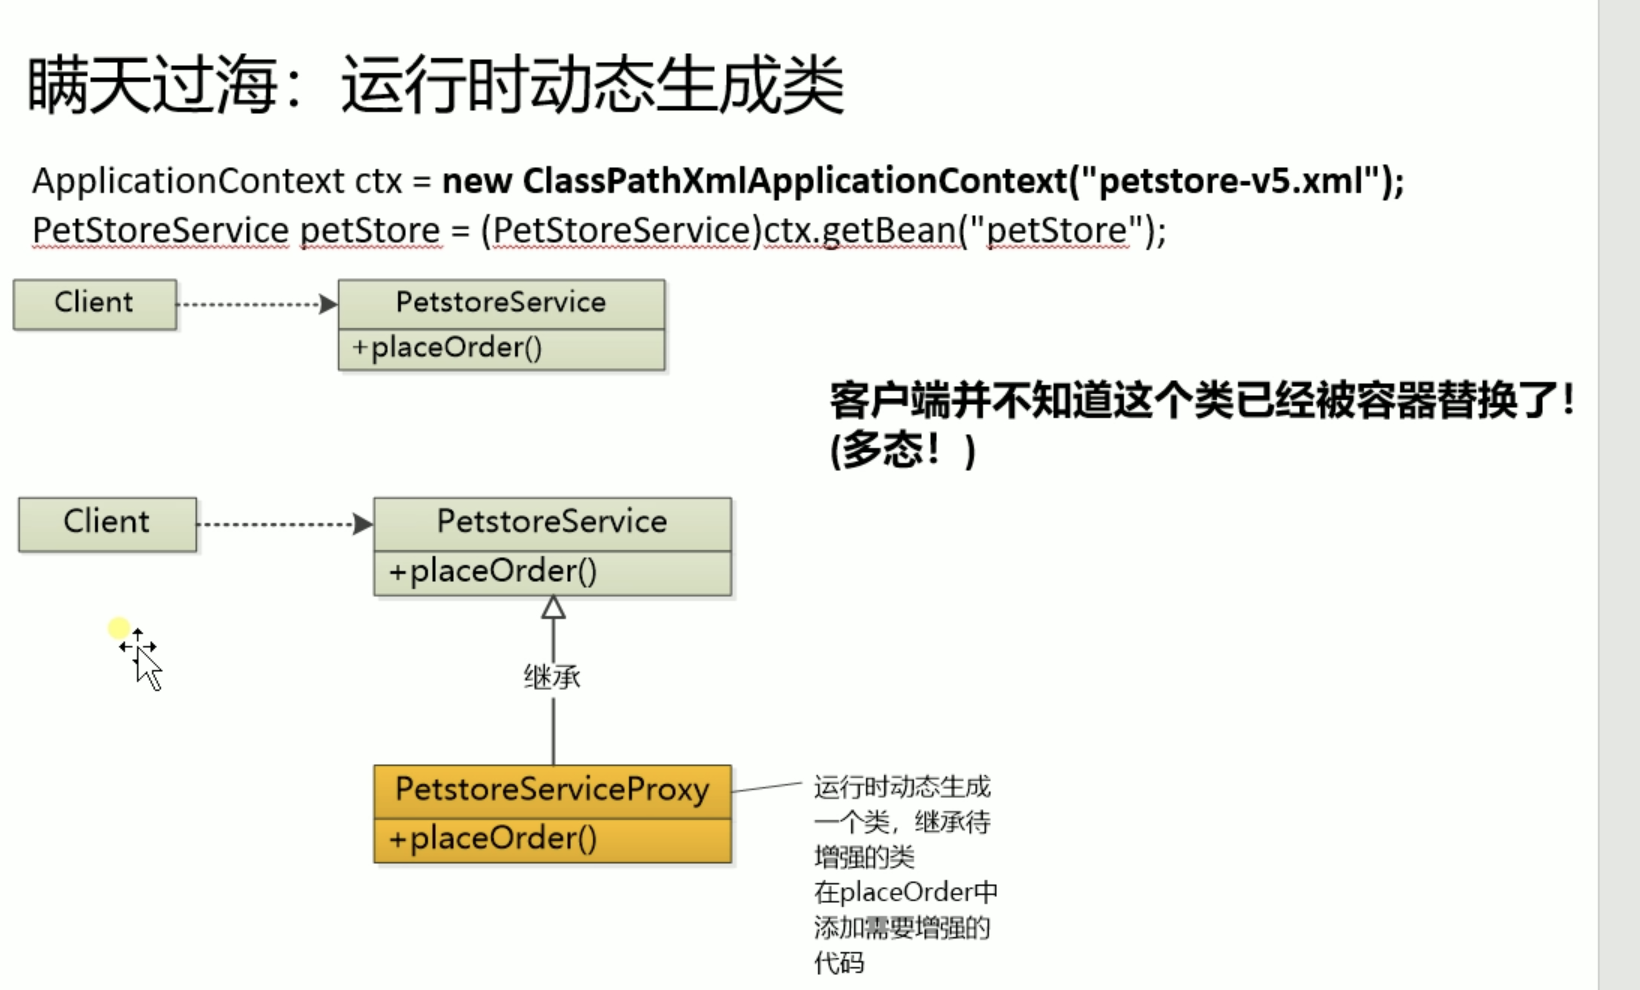 瞒天过海：运行时动态生成类
ApplicationContext ctx = new ClassPathXmlApplicationContext("petstore-v5.xml");
PetStoreService petStore = (PetStoreService)ctx.getBean("petStore");
Client
PetstoreService
+placeOrder()
客户端并不知道这个类已经被容器替换了！
(多态！)
Client
PetstoreService
+placeOrder()
继承
PetstoreServiceProxy
+placeOrder()
运行时动态生成
一个类，继承待
增强的类
在placeOrder中
添加需要增强的
代码